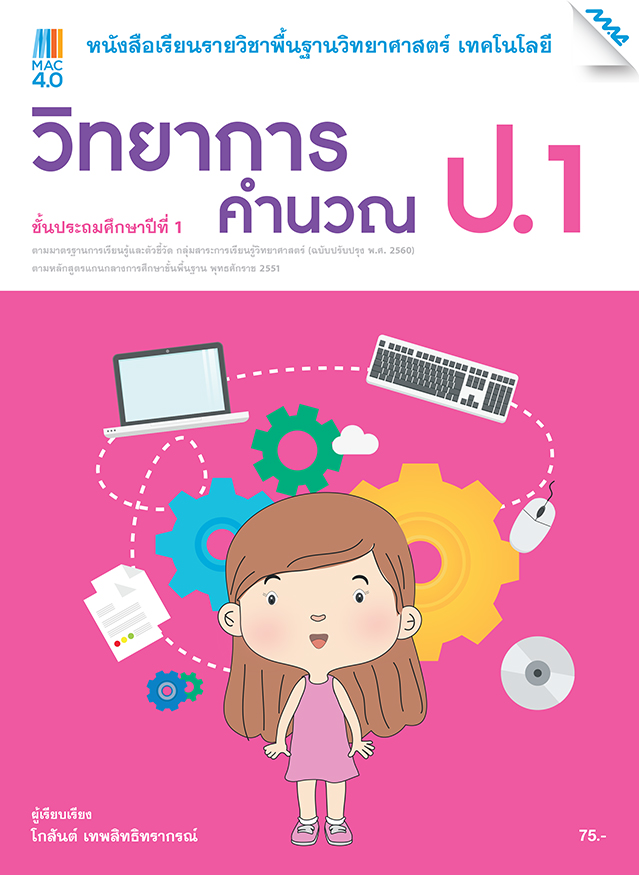 MAC
4.0
หนังสือเรียนรายวิชาพื้นฐานวิทยาศาสตร์ เทคโนโลยี
MAC
วิทยาการ
คำนวณ
ป.1
ชั้นประถมศึกษาปีที่ 1
ตามมาตรฐานการเรียนรู้และตัวชี้วัด กลุ่มสาระการเรียนรู้วิทยาศาสตร์ (ฉบับปรับปรุง พ.ศ. 2560)
ตามหลักสูตรแกนกลางการศึกษาขั้นพื้นฐาน พุทธศักราช 2551
ผู้เรียบเรียง
โกสันต์ เทพสิทธิทราภรณ์
75.-